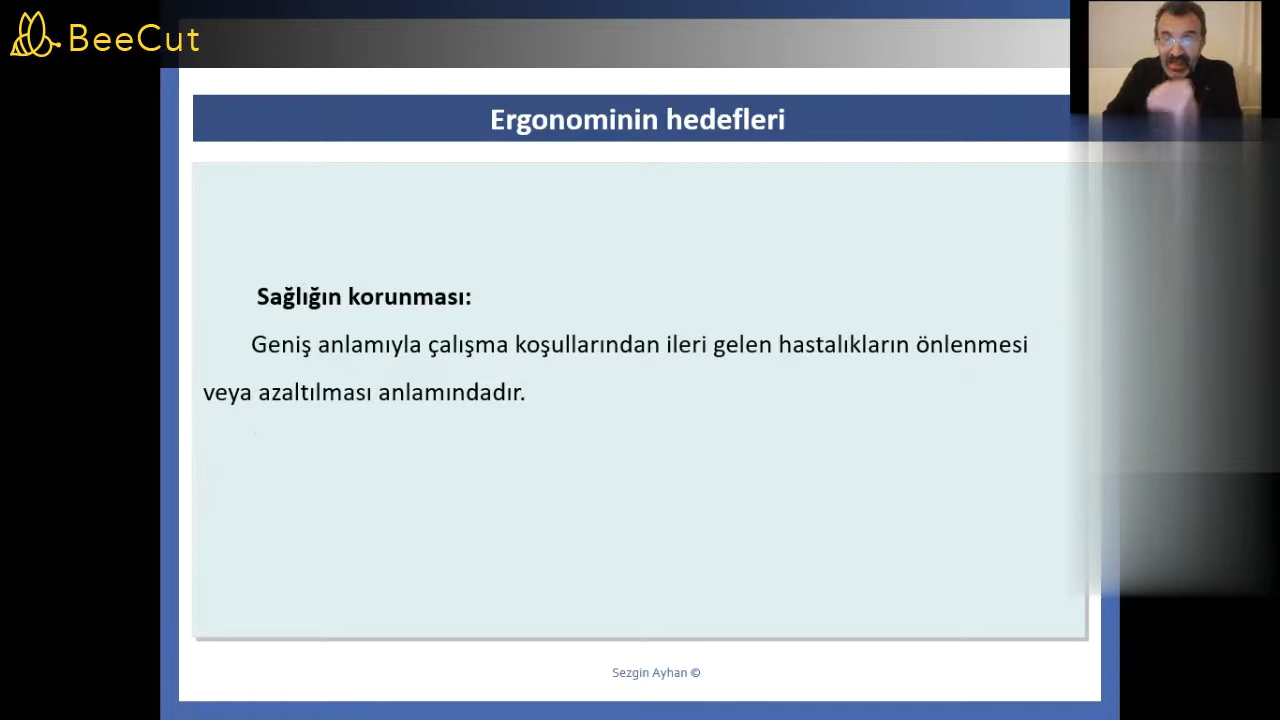 BeeCut
Ergonominin hedefleri
Sağlığın korunması:
Geniş anlamıyla çalışma koşullarından ileri gelen hastalıkların önlenmesi
veya azaltılması anlamındadır.
Sezgin Ayhan ©